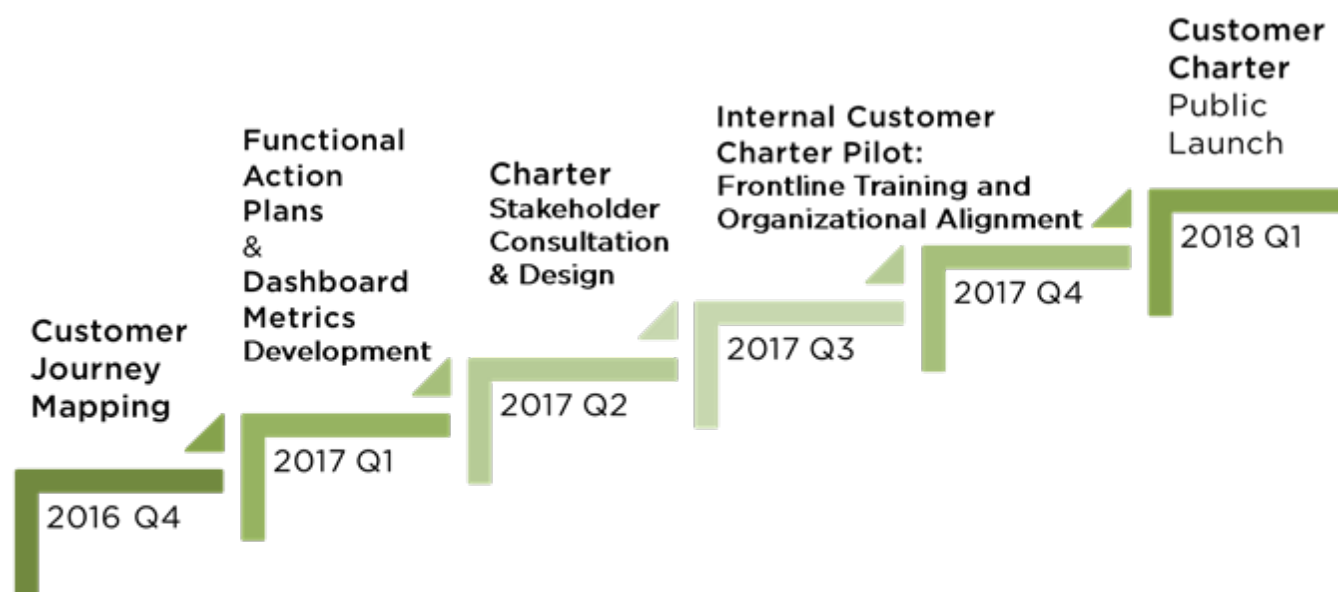 Customer
Journey
Mapping
2016 Q4
Functional
Action
Plans
&
Dashboard
Metrics
Development
2017 Q1
Charter
Stakeholder
Consultation
& Design
2017 Q2
Internal Customer
Charter Pilot:
Frontline Training and
Organizational Alignment
2017 Q3
2017 Q4
Customer
Charter
Public
Launch
2018 Q1